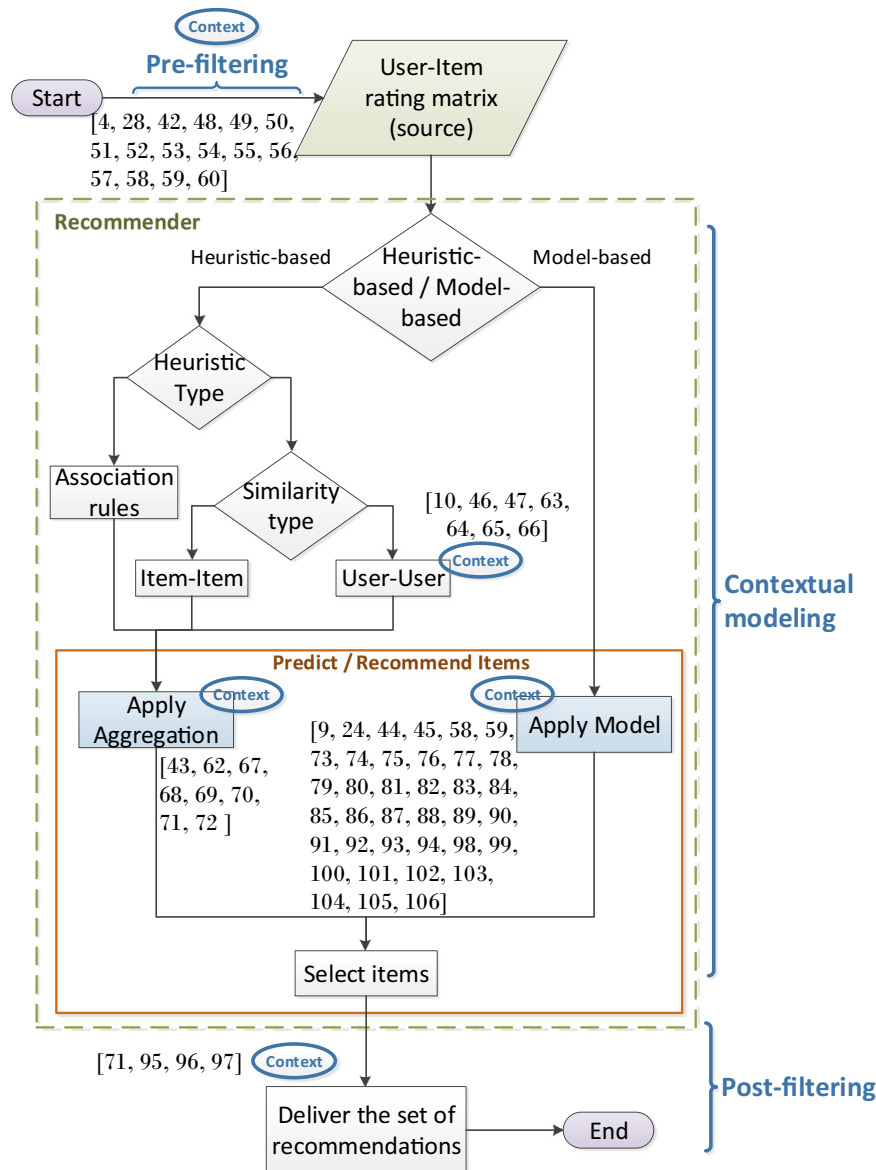 Context
Pre-filtering
Start
User-Item
rating matrix
(source)
[4, 28, 42, 48, 49, 50,
51, 52, 53, 54, 55, 56,
57, 58, 59, 60]
Recommender
Heuristic-based
Heuristic-
based / Model-
based
Model-based
Heuristic
Type
Association
rules
Similarity
type
[10, 46, 47, 63,
64, 65, 66]
Context
Item-Item
User-User
Contextual
modeling
Predict / Recommend Items
Context
Apply
Aggregation
[43, 62, 67,
68, 69, 70,
71, 72 ]
Context
Apply Model
[9, 24, 44, 45, 58, 59,
73, 74, 75, 76, 77, 78,
79, 80, 81, 82, 83, 84,
85, 86, 87, 88, 89, 90,
91, 92, 93, 94, 98, 99,
100, 101, 102, 103,
104, 105, 106]
Select items
[71, 95, 96, 97]
Context
Post-filtering
Deliver the set of
recommendations
End